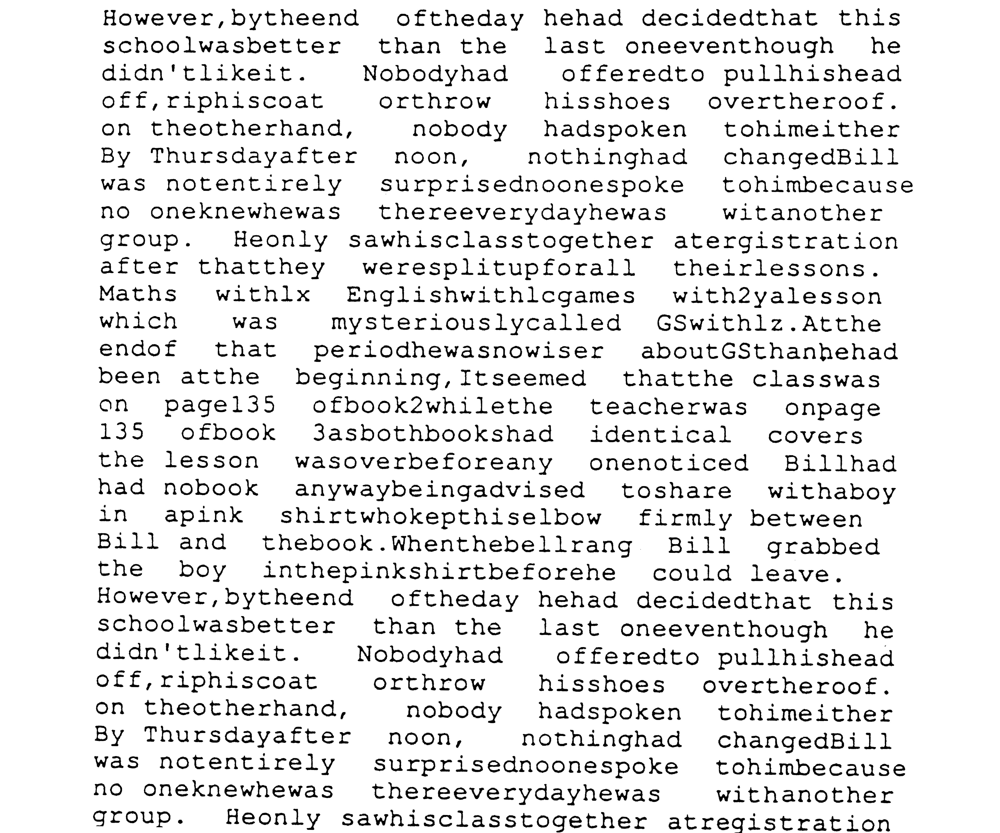 However,bytheend oftheday hehad decidedthat this
schoolwasbetter than the last oneeventhough he
didn'tlikeit. Nobodyhad offeredto pullhishead
off,riphiscoat orthrow hisshoes overtheroof.
on theotherhand, nobody hadspoken tohimeither
By Thursdayafter noon, nothinghad changedBill
was notentirely surprisednoonespoke tohimbecause
no oneknewhewas thereeverydayhewas witanother
group. Heonly sawhisclasstogether atergistration
after thatthey weresplitupforall theirlessons.
Maths withlx Englishwithlcgames with2yalesson
which was mysteriouslycalled GSwithlz.Atthe
endof that periodhewasnowiser aboutGSthanhehad
been atthe beginning,Itseemed thatthe classwas
on page135 ofbook2whilethe teacherwas onpage
135 ofbook 3asbothbookshad identical covers
the lesson wasoverbeforeany onenoticed Billhad
had nobook anywaybeingadvised toshare withaboy
in apink shirtwhokepthiselbow firmly between
Bill and thebook.Whenthebellrang Bill grabbed
the boy inthepinkshirtbeforehe could leave.
However,bytheend oftheday hehad decidedthat this
schoolwasbetter than the last oneeventhough he
didn'tlikeit. Nobodyhad offeredto pullhishead
off,riphiscoat orthrow hisshoes overtheroof.
on theotherhand, nobody hadspoken tohimeither
By Thursdayafter noon, nothinghad changedBill
was notentirely surprisednoonespoke tohimbecause
no oneknewhewas thereeverydayhewas withanother
group. Heonly sawhisclasstogether atregistration